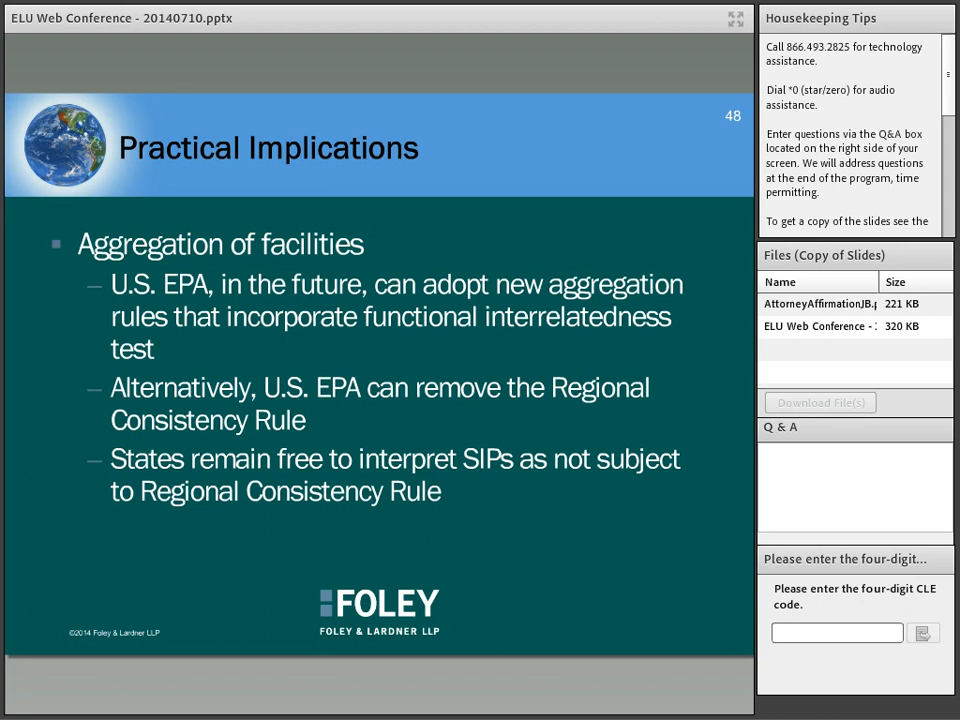 ELU Web Conference - 20140710.pptx
48
Practical Implications
Aggregation of facilities
– U.S. EPA, in the future, can adopt new aggregation
rules that incorporate functional interrelatedness
test
– Alternatively, U.S. EPA can remove the Regional
Consistency Rule
– States remain free to interpret SIPs as not subject
to Regional Consistency Rule
FOLEY
FOLEY & LARDNER LLP
©2014 Foley & Lardner LLP
Housekeeping Tips
Call 866.493.2825 for technology
assistance.
Dial *0 (star/zero) for audio
assistance.
Enter questions via the Q&A box
located on the right side of your
screen. We will address questions
at the end of the program, time
permitting.
To get a copy of the slides see the
Files (Copy of Slides)
Name Size
AttorneyAffirmationJB.p 221 KB
ELU Web Conference - 320 KB
Download File(s)
Q & A
Please enter the four-digit...
Please enter the four-digit CLE
code.